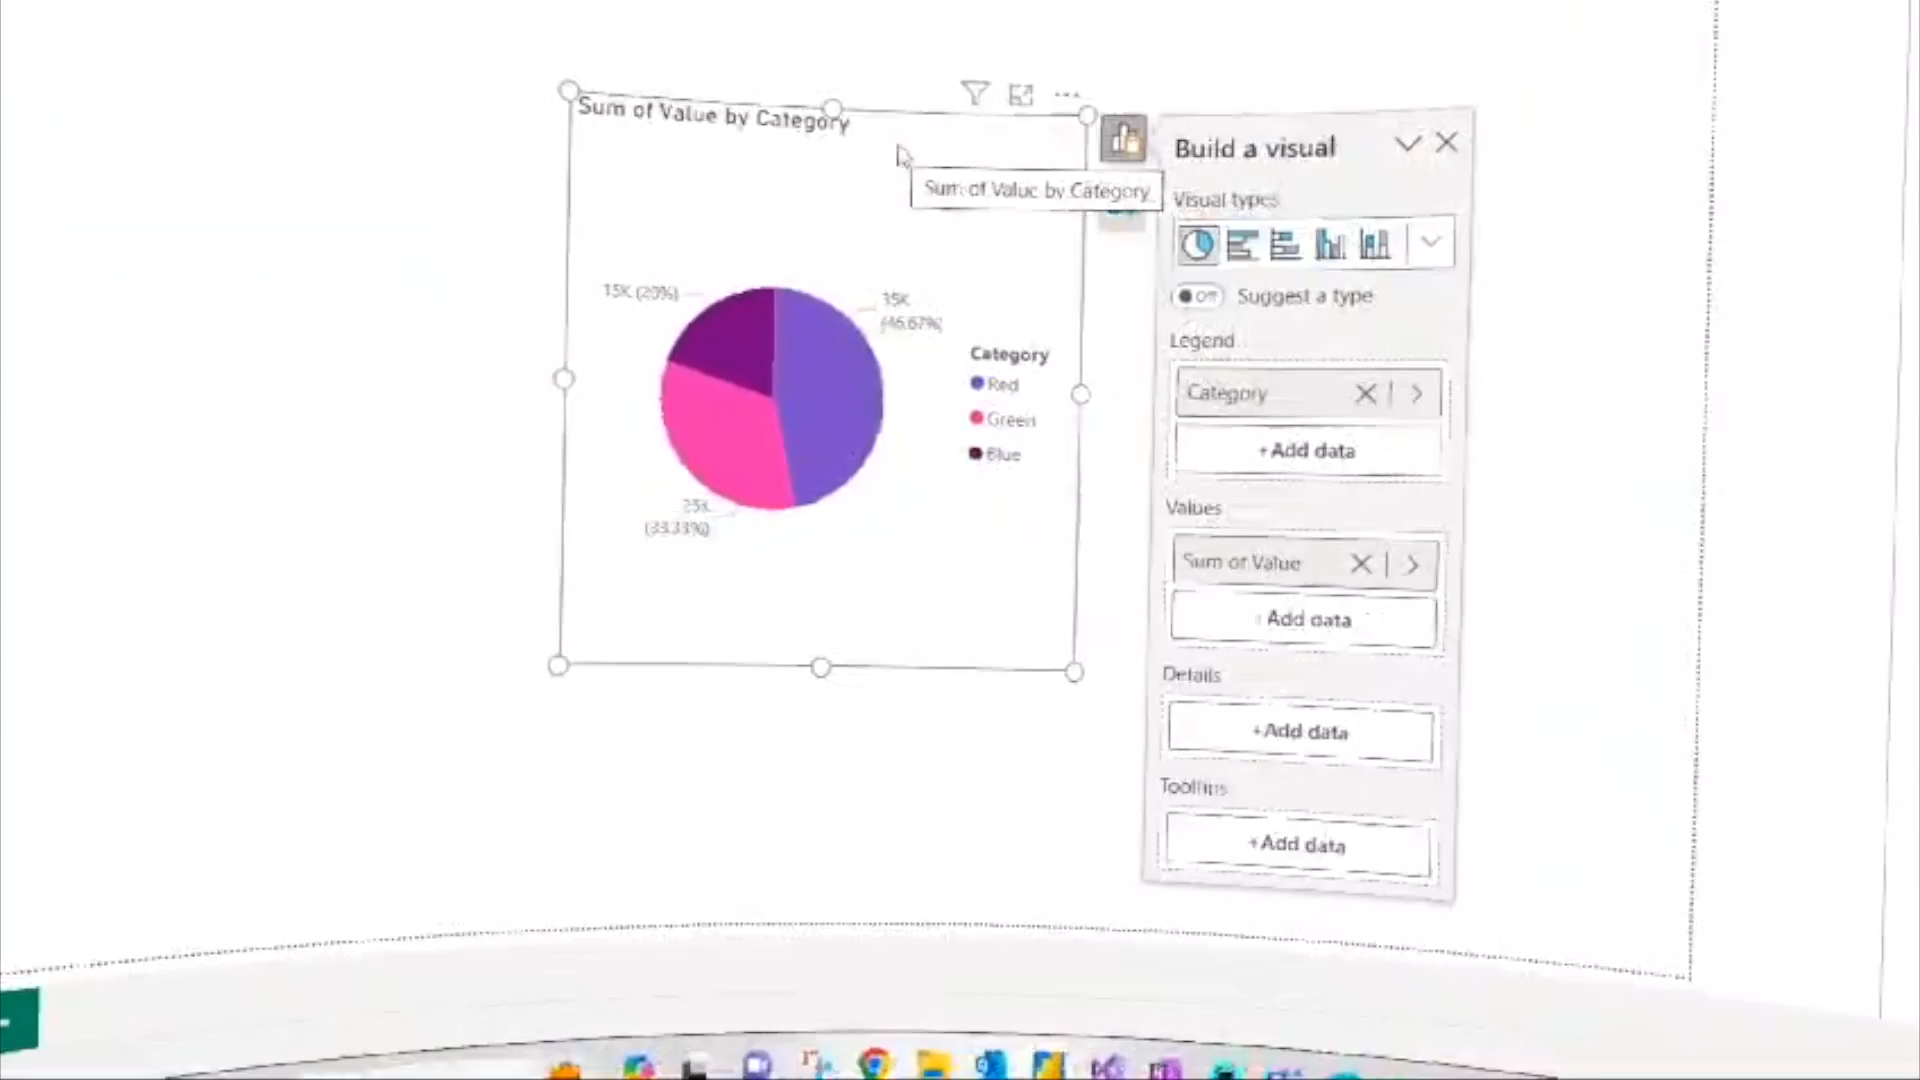 Sum of Value by Category
Sum of Value by Category
15K (20%)
35K
(46.67%)
25K
(33.33%)
Category
Red
Green
Blue
Build a visual
Visual types
Off Suggest a type
Legend
Category
+Add data
Values
Sum of Value
+Add data
Details
+Add data
Tooltips
+Add data